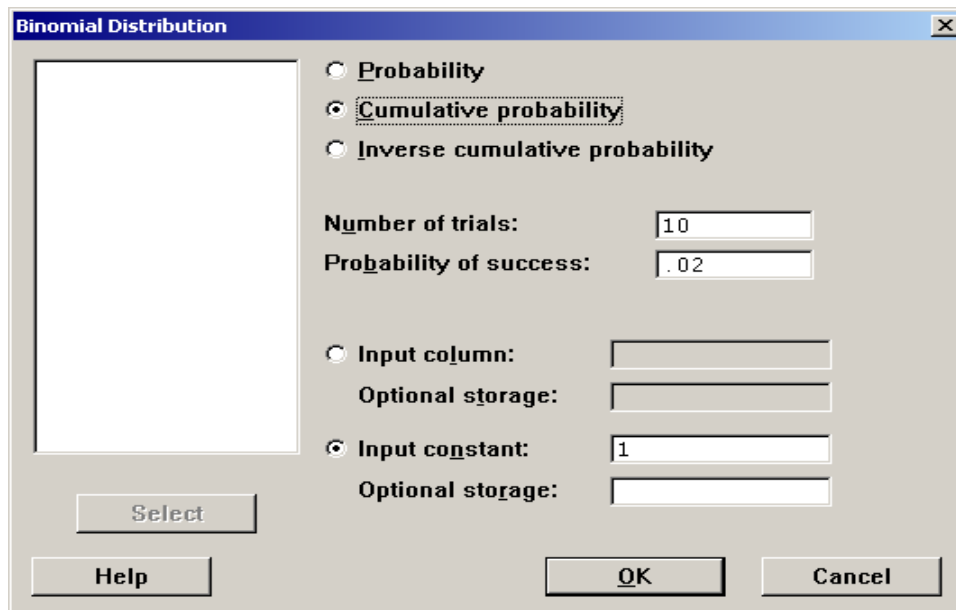 Binomial Distribution
Probability
Cumulative probability
Inverse cumulative probability
Number of trials: 10
Probability of success: .02
Input column:
Optional storage:
Input constant: 1
Optional storage:
Select
Help OK Cancel